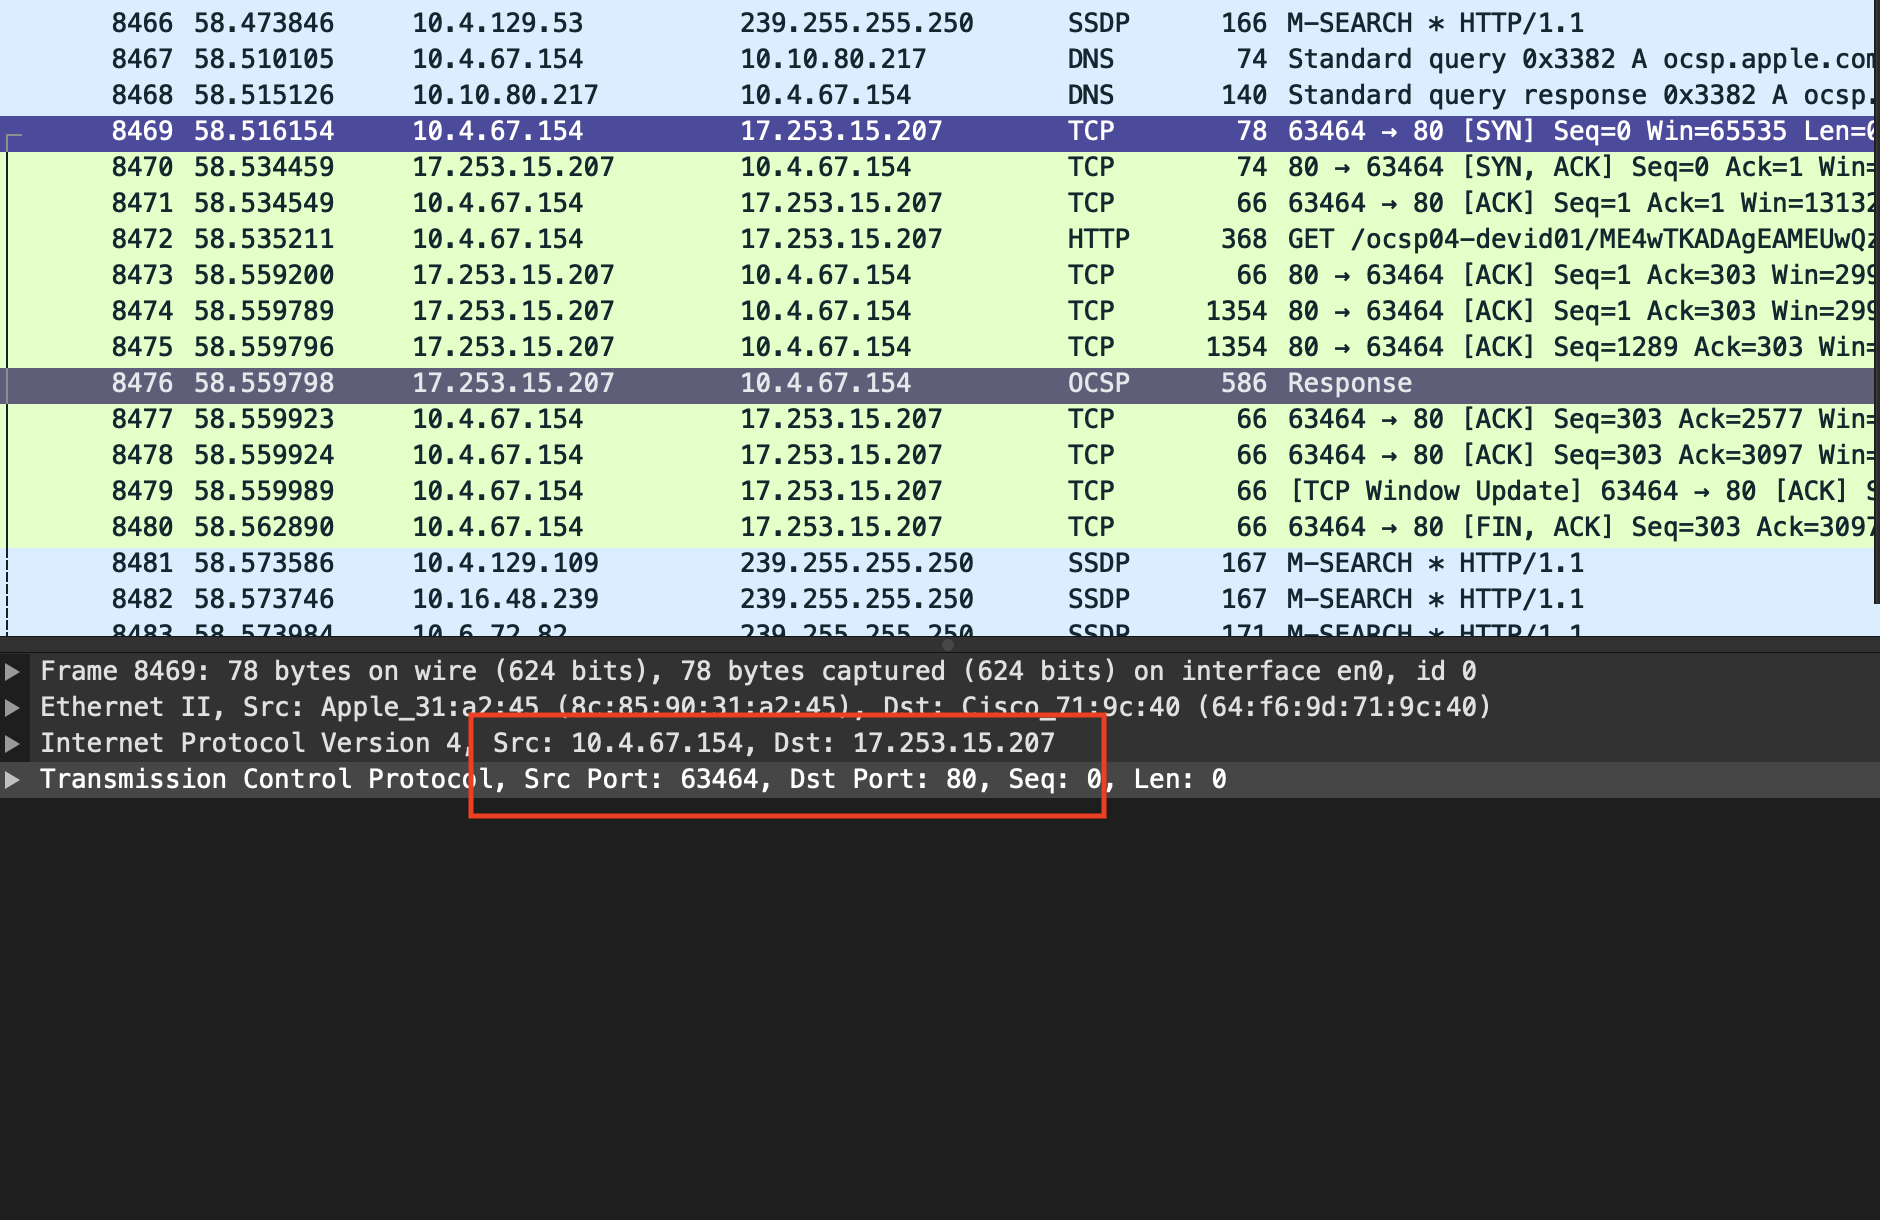 8466 58.473846 10.4.129.53 239.255.255.250 SSDP 166 M-SEARCH * HTTP/1.1
8467 58.510105 10.4.67.154 10.10.80.217 DNS 74 Standard query 0x3382 A ocsp.apple.com
8468 58.515126 10.10.80.217 10.4.67.154 DNS 140 Standard query response 0x3382 A ocsp.
8469 58.516154 10.4.67.154 17.253.15.207 TCP 78 63464 → 80 [SYN] Seq=0 Win=65535 Len=0
8470 58.534459 17.253.15.207 10.4.67.154 TCP 74 80 → 63464 [SYN, ACK] Seq=0 Ack=1 Win=
8471 58.534549 10.4.67.154 17.253.15.207 TCP 66 63464 → 80 [ACK] Seq=1 Ack=1 Win=13132
8472 58.535211 10.4.67.154 17.253.15.207 HTTP 368 GET /ocsp04-devid01/ME4wTKADAgEAMEUwQz
8473 58.559200 17.253.15.207 10.4.67.154 TCP 66 80 → 63464 [ACK] Seq=1 Ack=303 Win=299
8474 58.559789 17.253.15.207 10.4.67.154 TCP 1354 80 → 63464 [ACK] Seq=1 Ack=303 Win=299
8475 58.559796 17.253.15.207 10.4.67.154 TCP 1354 80 → 63464 [ACK] Seq=1289 Ack=303 Win=
8476 58.559798 17.253.15.207 10.4.67.154 OCSP 586 Response
8477 58.559923 10.4.67.154 17.253.15.207 TCP 66 63464 → 80 [ACK] Seq=303 Ack=2577 Win=
8478 58.559924 10.4.67.154 17.253.15.207 TCP 66 63464 → 80 [ACK] Seq=303 Ack=3097 Win=
8479 58.559989 10.4.67.154 17.253.15.207 TCP 66 [TCP Window Update] 63464 → 80 [ACK] S
8480 58.562890 10.4.67.154 17.253.15.207 TCP 66 63464 → 80 [FIN, ACK] Seq=303 Ack=3097
8481 58.573586 10.4.129.109 239.255.255.250 SSDP 167 M-SEARCH * HTTP/1.1
8482 58.573746 10.16.48.239 239.255.255.250 SSDP 167 M-SEARCH * HTTP/1.1
8483 58.573984 10.6.72.82 239.255.255.250 SSDP 171 M-SEARCH * HTTP/1.1
Frame 8469: 78 bytes on wire (624 bits), 78 bytes captured (624 bits) on interface en0, id 0
Ethernet II, Src: Apple_31:a2:45 (8c:85:90:31:a2:45), Dst: Cisco_71:9c:40 (64:f6:9d:71:9c:40)
Internet Protocol Version 4, Src: 10.4.67.154, Dst: 17.253.15.207
Transmission Control Protocol, Src Port: 63464, Dst Port: 80, Seq: 0, Len: 0